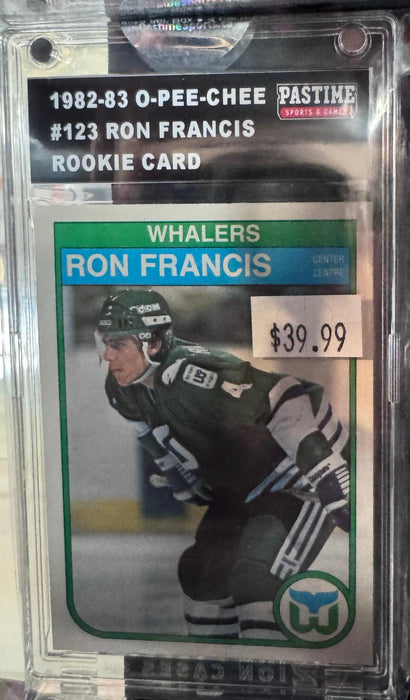 1982-83 O-PEE-CHEE
PASTIME
SPORTS & GAMES
#123 RON FRANCIS
ROOKIE CARD
WHALERS
RON FRANCIS
CENTER
CENTRE
$39.99
4